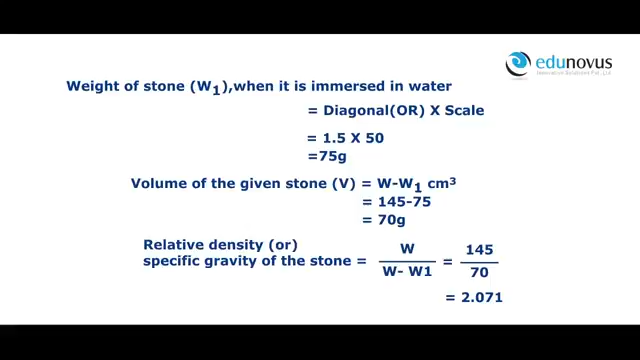 edunovus
Innovation Solutions Pvt.,Ltd
Weight of stone (W1),when it is immersed in water
= Diagonal(OR) X Scale
= 1.5 X 50
=75g
Volume of the given stone (V) = W-W1 cm3
= 145-75
= 70g
Relative density (or)
specific gravity of the stone = W / W- W1 = 145 / 70
= 2.071